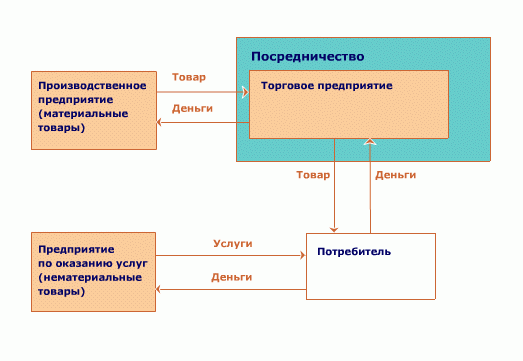 Посредничество
Производственное
предприятие
(материальные
товары)
Товар
Деньги
Торговое предприятие
Товар
Деньги
Предприятие
по оказанию услуг
(нематериальные
товары)
Услуги
Деньги
Потребитель